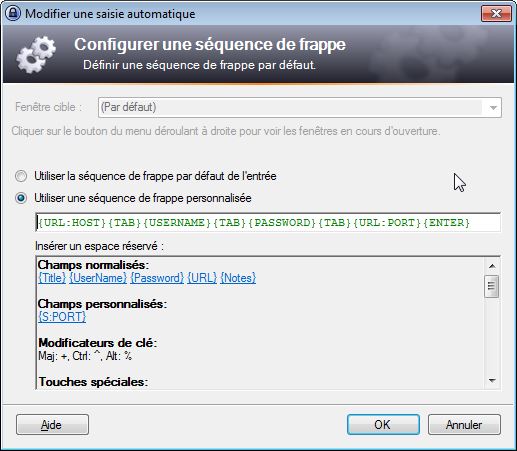 Modifier une saisie automatique
Configurer une séquence de frappe
Définir une séquence de frappe par défaut.
Fenêtre cible : (Par défaut)
Cliquer sur le bouton du menu déroulant à droite pour voir les fenêtres en cours d'ouverture.
Utiliser la séquence de frappe par défaut de l'entrée
Utiliser une séquence de frappe personnalisée
{URL:HOST}{TAB}{USERNAME}{TAB}{PASSWORD}{TAB}{URL:PORT}{ENTER}
Insérer un espace réservé :
Champs normalisés:
{Title} {UserName} {Password} {URL} {Notes}
Champs personnalisés:
{S:PORT}
Modificateurs de clé:
Maj: +, Ctrl: ^, Alt: %
Touches spéciales:
Aide OK Annuler